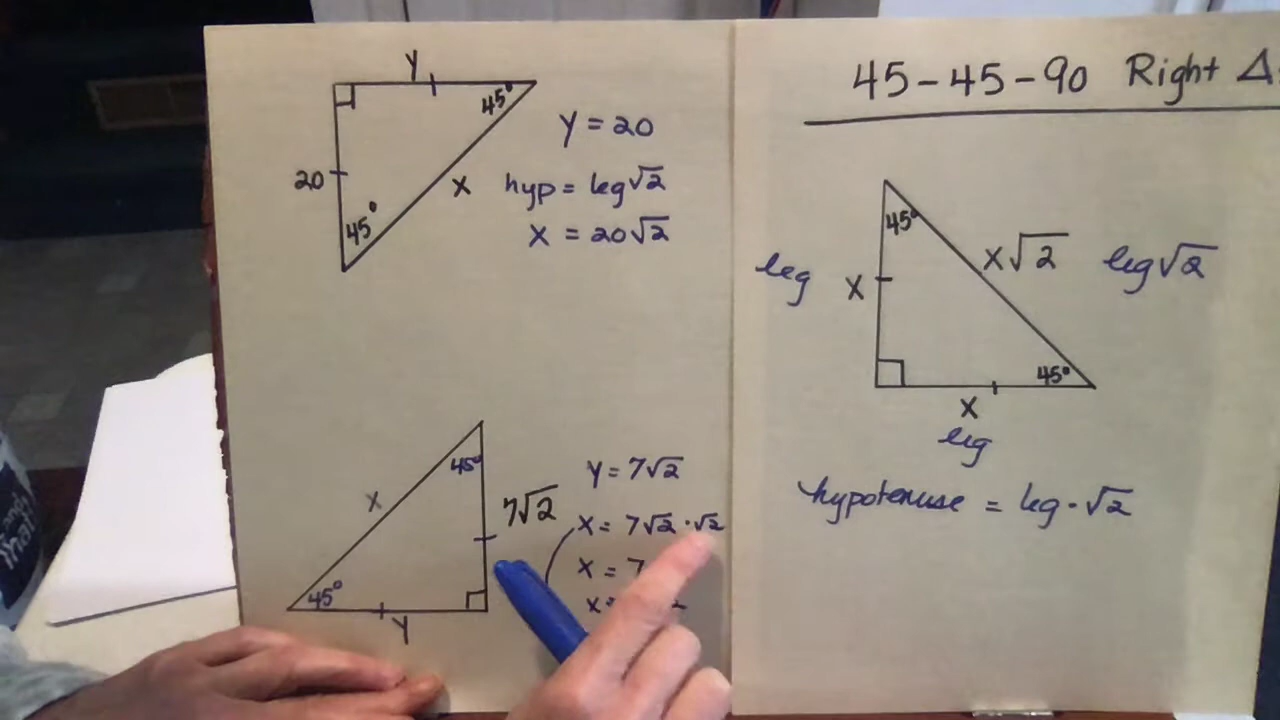 Y
45°
20
X
45°
Y = 20
hyp = leg√2
X = 20√2
45°
X
7√2
45°
Y
Y = 7√2
X = 7√2 · √2
X = 7
X =
45-45-90 Right Δ
45°
leg
X
X√2
leg√2
45°
X
leg
hypotenuse = leg · √2